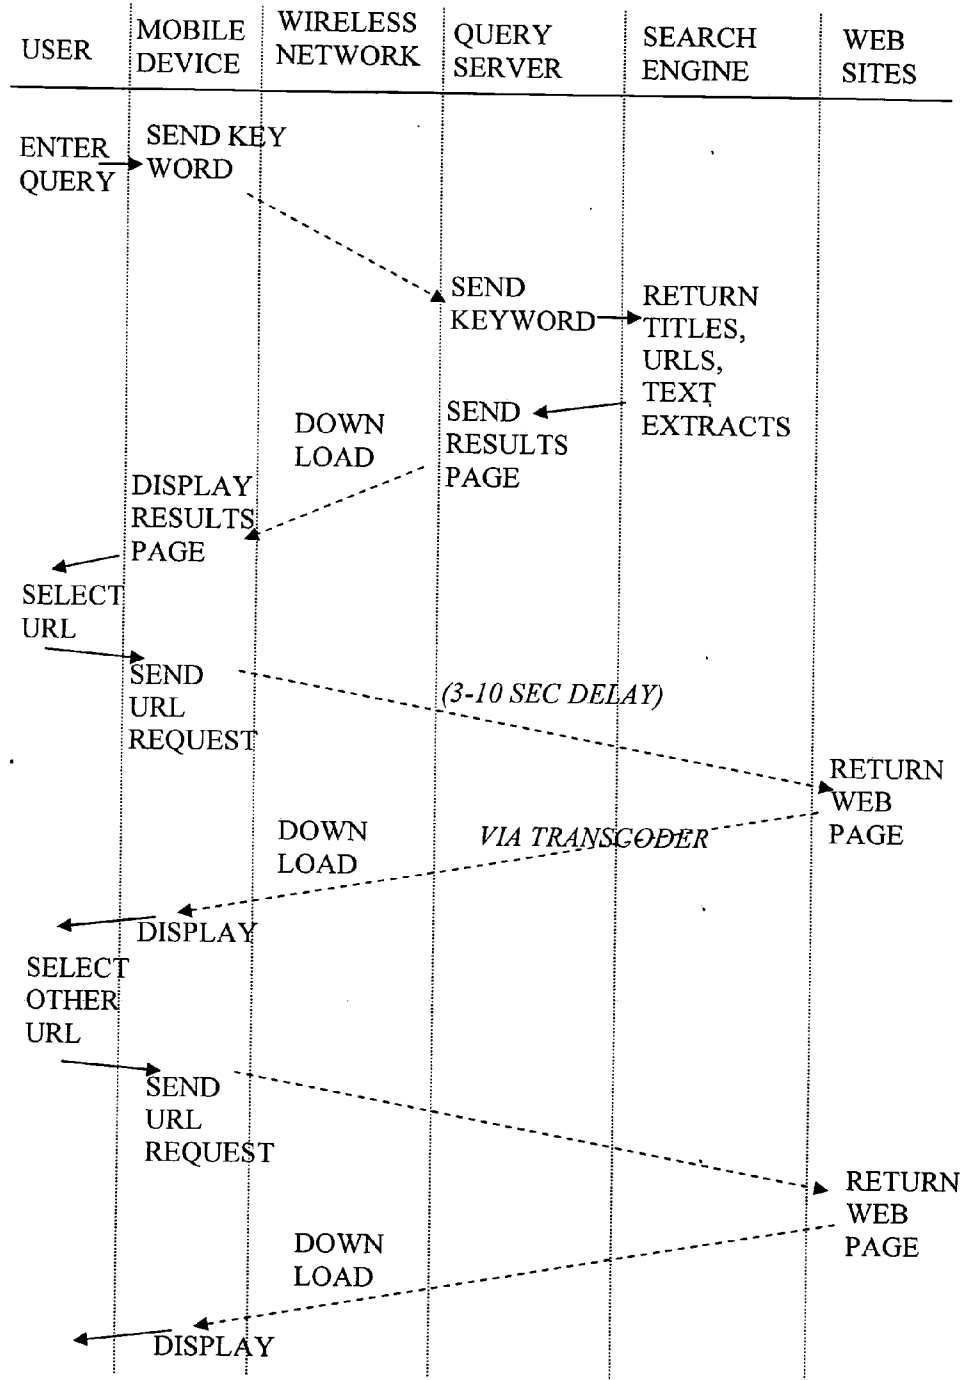 USER
MOBILE
DEVICE
WIRELESS
NETWORK
QUERY
SERVER
SEARCH
ENGINE
WEB
SITES
ENTER
QUERY
SEND KEY
WORD
SEND
KEYWORD
RETURN
TITLES,
URLS,
TEXT
EXTRACTS
SEND
RESULTS
PAGE
DOWN
LOAD
DISPLAY
RESULTS
PAGE
SELECT
URL
SEND
URL
REQUEST
(3-10 SEC DELAY)
RETURN
WEB
PAGE
VIA TRANSCODER
DOWN
LOAD
DISPLAY
SELECT
OTHER
URL
SEND
URL
REQUEST
RETURN
WEB
PAGE
DOWN
LOAD
DISPLAY